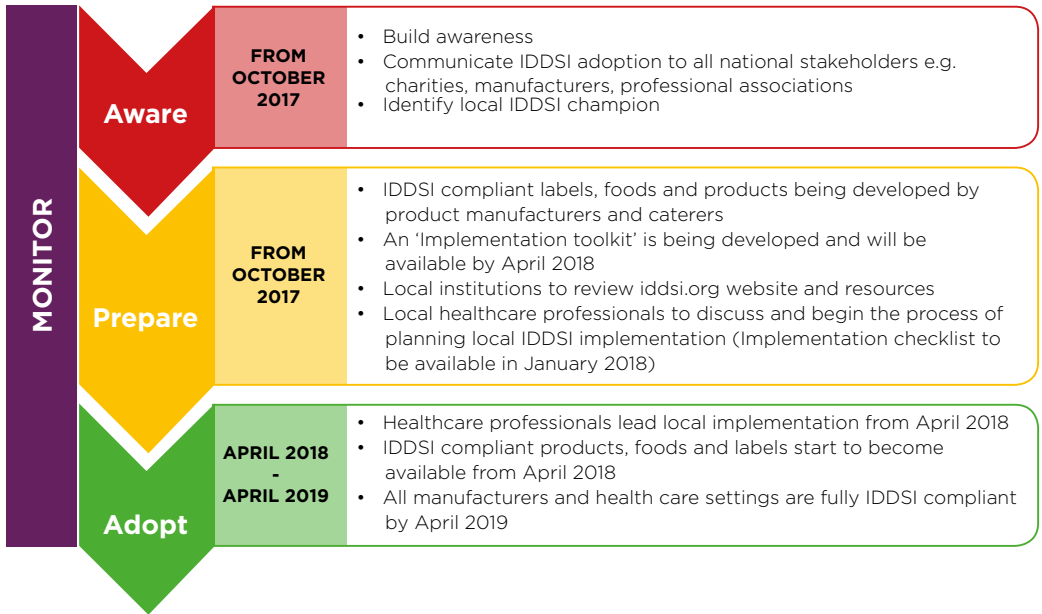 MONITOR
Aware
FROM
OCTOBER
2017
• Build awareness
• Communicate IDDSI adoption to all national stakeholders e.g.
charities, manufacturers, professional associations
• Identify local IDDSI champion
Prepare
FROM
OCTOBER
2017
• IDDSI compliant labels, foods and products being developed by
product manufacturers and caterers
• An ‘Implementation toolkit’ is being developed and will be
available by April 2018
• Local institutions to review iddsi.org website and resources
• Local healthcare professionals to discuss and begin the process of
planning local IDDSI implementation (Implementation checklist to
be available in January 2018)
Adopt
APRIL 2018
-
APRIL 2019
• Healthcare professionals lead local implementation from April 2018
• IDDSI compliant products, foods and labels start to become
available from April 2018
• All manufacturers and health care settings are fully IDDSI compliant
by April 2019